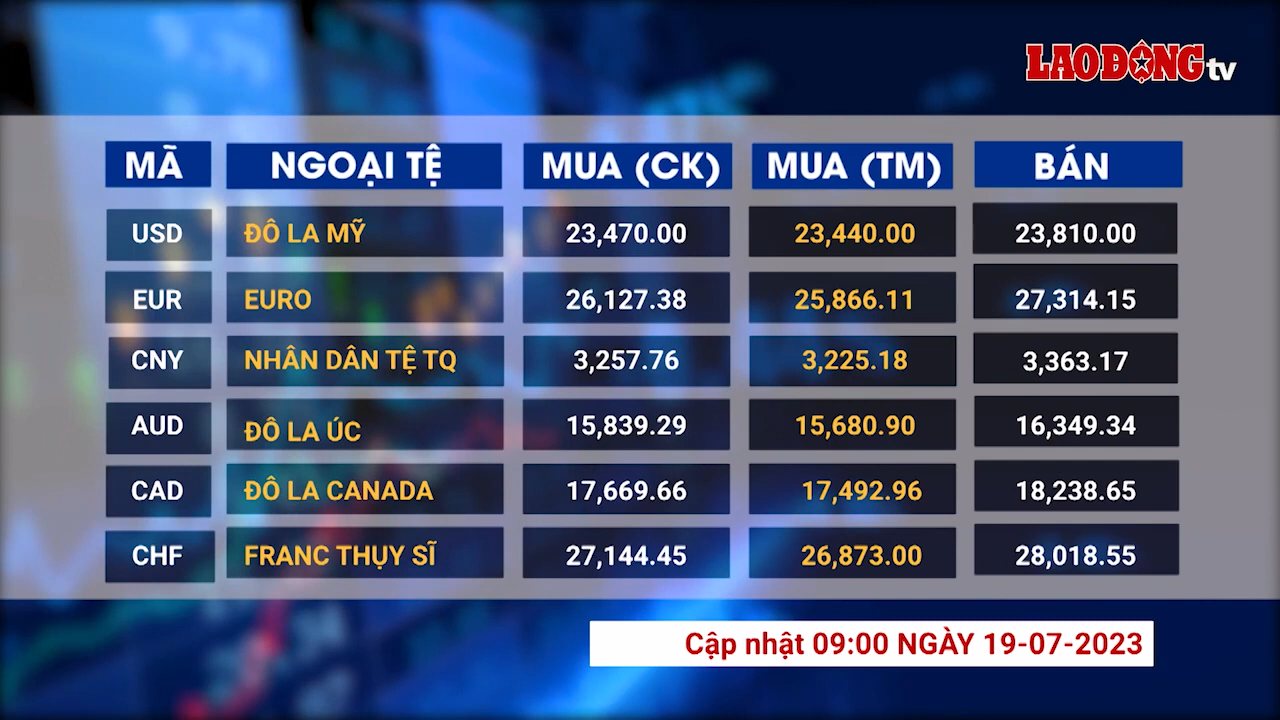 LAO ĐỘNG tv
MÃ NGOẠI TỆ MUA (CK) MUA (TM) BÁN
USD ĐÔ LA MỸ 23,470.00 23,440.00 23,810.00
EUR EURO 26,127.38 25,866.11 27,314.15
CNY NHÂN DÂN TỆ TQ 3,257.76 3,225.18 3,363.17
AUD ĐÔ LA ÚC 15,839.29 15,680.90 16,349.34
CAD ĐÔ LA CANADA 17,669.66 17,492.96 18,238.65
CHF FRANC THỤY SĨ 27,144.45 26,873.00 28,018.55
Cập nhật 09:00 NGÀY 19-07-2023